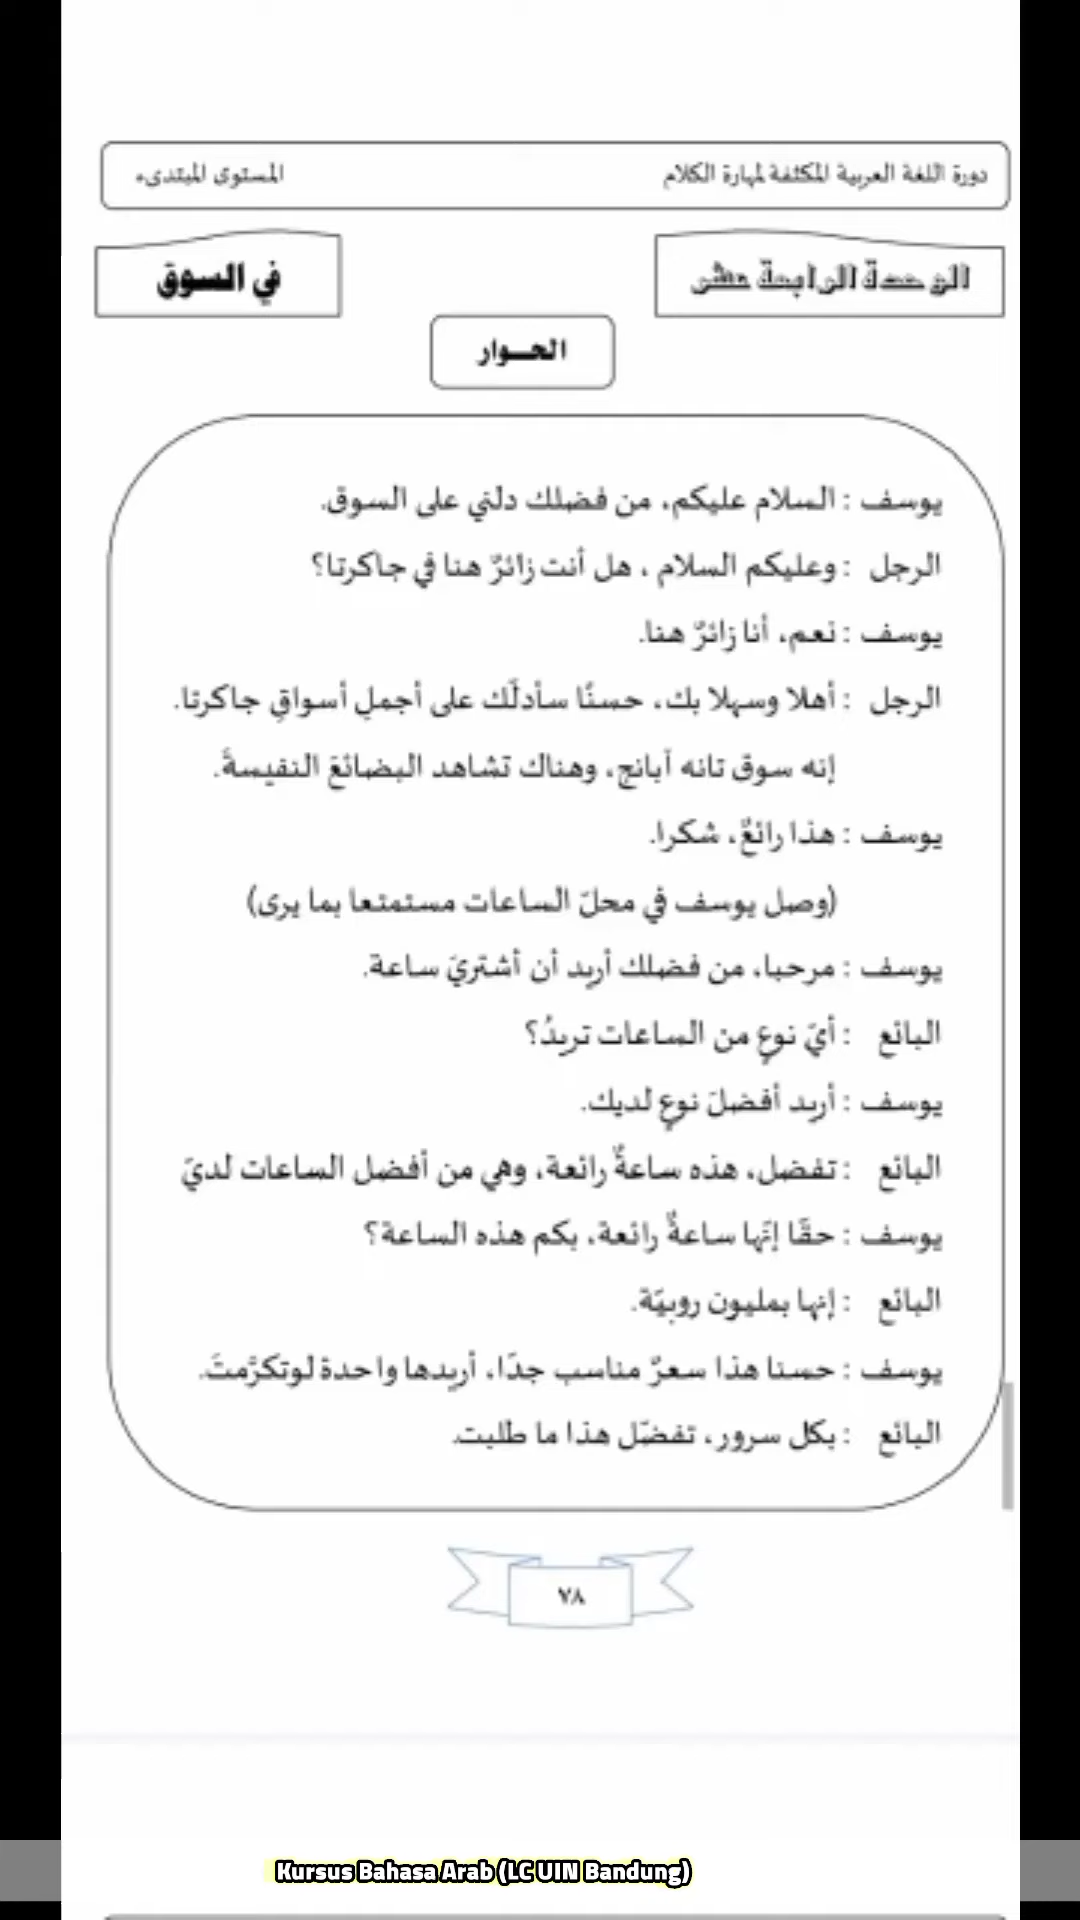 دورة اللغة العربية المكثفة لمهارة الكلام
المستوى المبتدىء
الوحدة الرابعة عشر
في السوق
الحـوار
يوسف : السلام عليكم، من فضلك دلني على السوق.
الرجل : وعليكم السلام ، هل أنت زائرٌ هنا في جاكرتا؟
يوسف : نعم، أنا زائرٌ هنا.
الرجل : أهلا وسهلا بك، حسنًا سأدلّك على أجملِ أسواقِ جاكرتا.
إنه سوق تانه أبانج، وهناك تشاهد البضائعَ النفيسةَ.
يوسف : هذا رائعٌ، شكرا.
(وصل يوسف في محلّ الساعات مستمتعا بما يرى)
يوسف : مرحبا، من فضلك أريد أن أشتريَ ساعة.
البائع : أيّ نوعٍ من الساعات تريدُ؟
يوسف : أريد أفضلَ نوعٍ لديك.
البائع : تفضل، هذه ساعةٌ رائعة، وهي من أفضل الساعات لديّ
يوسف : حقًا إنّها ساعةٌ رائعة، بكم هذه الساعة؟
البائع : إنها بمليون روبيّة.
يوسف : حسنا هذا سعرٌ مناسب جدًا، أريدها واحدة لوتكرّمتَ.
البائع : بكل سرور، تفضّل هذا ما طلبت.
٧٨
Kursus Bahasa Arab (LC UIN Bandung)